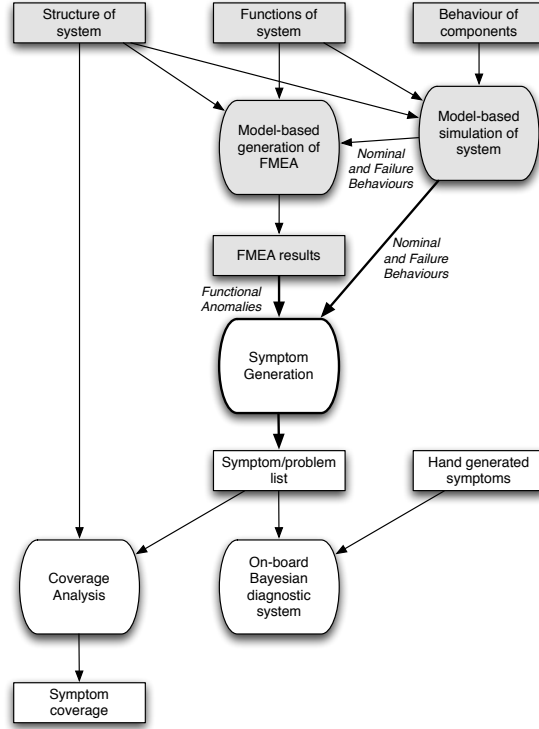 Structure of
system
Functions of
system
Behaviour of
components
Model-based
generation of
FMEA
Model-based
simulation of
system
Nominal
and Failure
Behaviours
FMEA results
Nominal
and Failure
Behaviours
Functional
Anomalies
Symptom
Generation
Symptom/problem
list
Hand generated
symptoms
Coverage
Analysis
On-board
Bayesian
diagnostic
system
Symptom
coverage